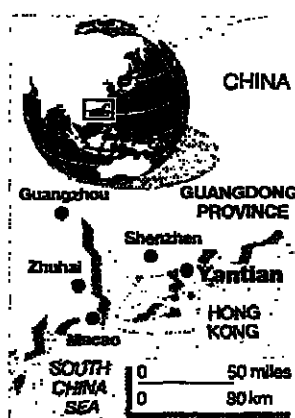 CHINA
Guangzhou
GUANGDONG
PROVINCE
Shenzhen
Zhuhai
Yantian
HONG
KONG
Macao
SOUTH
CHINA
SEA
0 50 miles
0 80 km